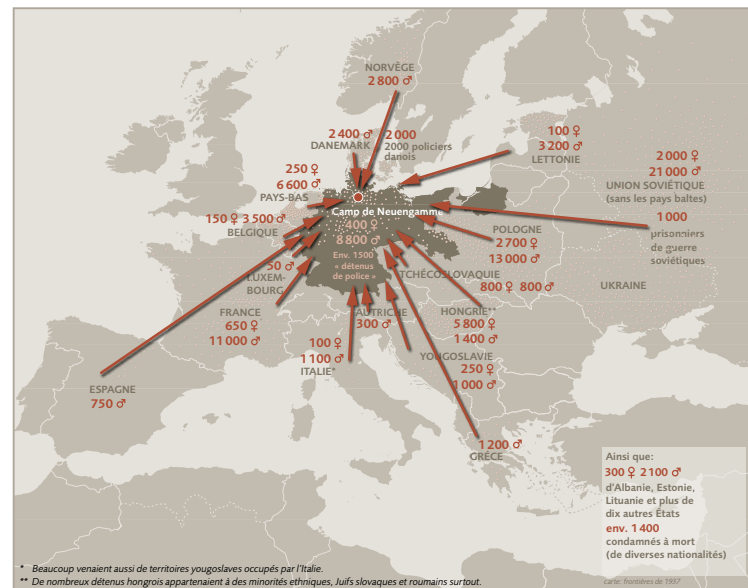 NORVÈGE
2 800 ♂
2 400 ♂
DANEMARK
2 000
2000 policiers
danois
100 ♀
3 200 ♂
LETTONIE
2 000 ♀
21 000 ♂
UNION SOVIÉTIQUE
(sans les pays baltes)
1 000
prisonniers
de guerre
soviétiques
250 ♀
6 600 ♂
PAYS-BAS
150 ♀ 3 500 ♂
BELGIQUE
Camp de Neuengamme
400 ♀
8 800 ♂
Env. 1500
« détenus
de police »
POLOGNE
2 700 ♀
13 000 ♂
50 ♂
LUXEM-
BOURG
TCHÉCOSLOVAQUIE
800 ♀ 800 ♂
UKRAINE
FRANCE
650 ♀
11 000 ♂
AUTRICHE
300 ♂
HONGRIE**
5 800 ♀
1 400 ♂
100 ♀
1 100 ♂
ITALIE*
YOUGOSLAVIE
250 ♀
1 000 ♂
ESPAGNE
750 ♂
1 200 ♂
GRÈCE
Ainsi que:
300 ♀ 2 100 ♂
d'Albanie, Estonie,
Lituanie et plus de
dix autres États
env. 1 400
condamnés à mort
(de diverses nationalités)
* Beaucoup venaient aussi de territoires yougoslaves occupés par l'Italie.
** De nombreux détenus hongrois appartenaient à des minorités ethniques, Juifs slovaques et roumains surtout.
carte: frontières de 1937